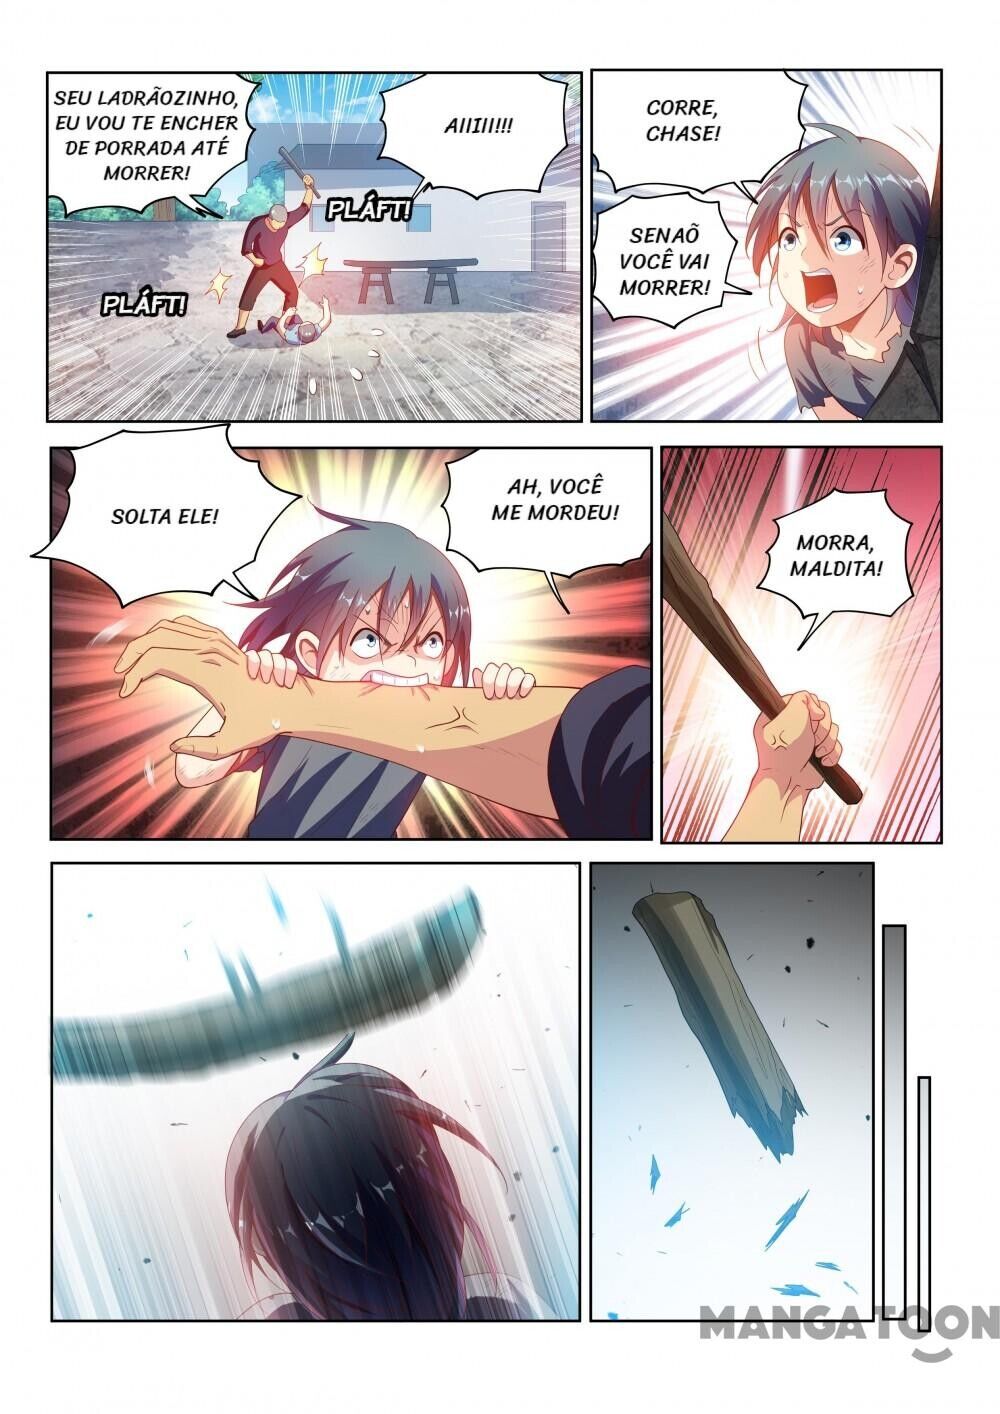 SEU LADRÃOZINHO,
EU VOU TE ENCHER
DE PORRADA ATÉ
MORRER!
AIIIII!!!
PLÁFT!
PLÁFT!
CORRE,
CHASE!
SENAÕ
VOCÊ VAI
MORRER!
SOLTA ELE!
AH, VOCÊ
ME MORDEU!
MORRA,
MALDITA!
MANGATOON